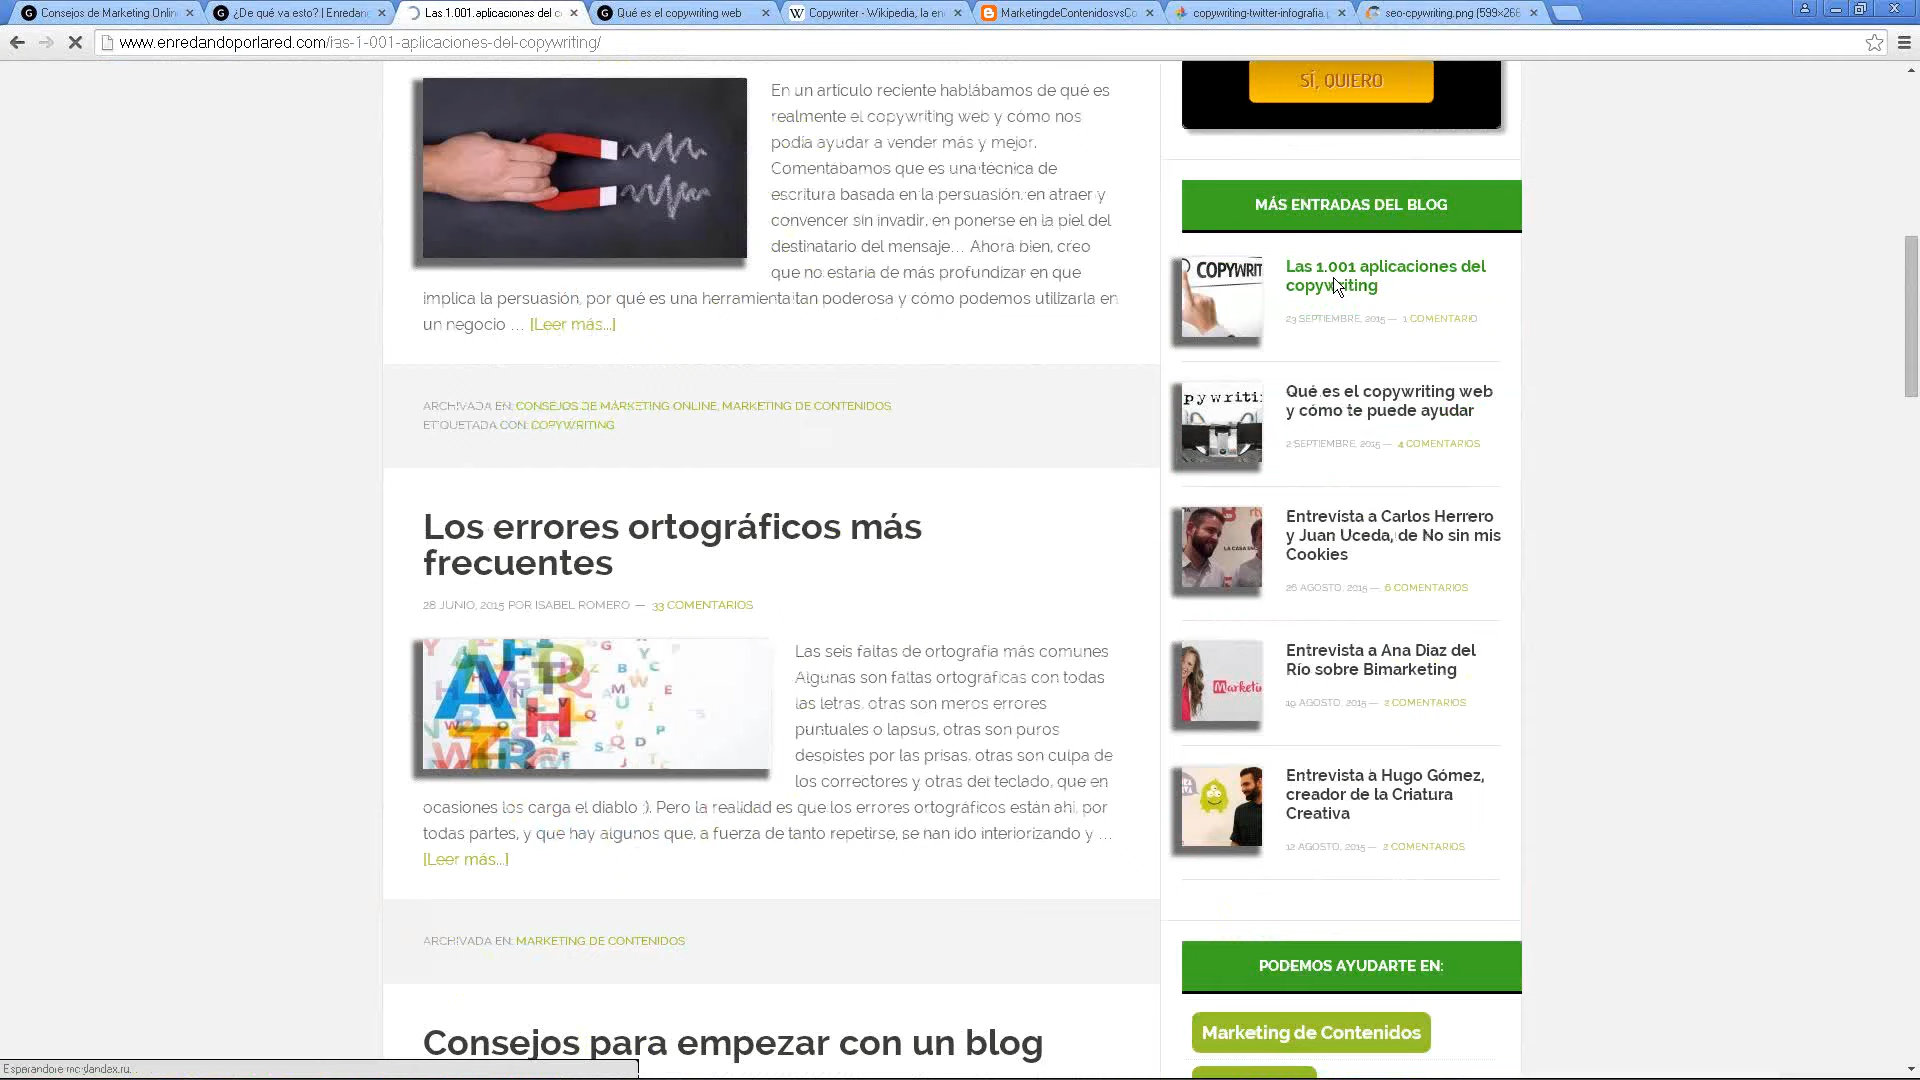 Consejos de Marketing Onlin
¿De qué va esto? | Enredan
Las 1.001 aplicaciones del c
Qué es el copywriting web
Copywriter - Wikipedia, la en
MarketingdeContenidosvsCo
copywriting-twitter-infografia.
seo-cpywriting.png (599×266
www.enredandoporlared.com/las-1-001-aplicaciones-del-copywriting/
En un artículo reciente hablábamos de qué es
realmente el copywriting web y cómo nos
podía ayudar a vender más y mejor.
Comentábamos que es una técnica de
escritura basada en la persuasión, en atraer y
convencer sin invadir, en ponerse en la piel del
destinatario del mensaje… Ahora bien, creo
que no estaría de más profundizar en que
implica la persuasión, por qué es una herramienta tan poderosa y cómo podemos utilizarla en
un negocio … [Leer más...]
ARCHIVADA EN: CONSEJOS DE MARKETING ONLINE, MARKETING DE CONTENIDOS
ETIQUETADA CON: COPYWRITING
Los errores ortográficos más
frecuentes
28 JUNIO, 2015 POR ISABEL ROMERO — 33 COMENTARIOS
Las seis faltas de ortografía más comunes
Algunas son faltas ortográficas con todas
las letras, otras son meros errores
puntuales o lapsus, otras son puros
despistes por las prisas, otras son culpa de
los correctores y otras del teclado, que en
ocasiones los carga el diablo ;). Pero la realidad es que los errores ortográficos están ahí, por
todas partes, y que hay algunos que, a fuerza de tanto repetirse, se han ido interiorizando y …
[Leer más...]
ARCHIVADA EN: MARKETING DE CONTENIDOS
Consejos para empezar con un blog
SÍ, QUIERO
MÁS ENTRADAS DEL BLOG
COPYWRIT
Las 1.001 aplicaciones del
copywriting
23 SEPTIEMBRE, 2015 — 1 COMENTARIO
pywriti
Qué es el copywriting web
y cómo te puede ayudar
2 SEPTIEMBRE, 2015 — 4 COMENTARIOS
Entrevista a Carlos Herrero
y Juan Uceda, de No sin mis
Cookies
26 AGOSTO, 2015 — 6 COMENTARIOS
Entrevista a Ana Diaz del
Río sobre Bimarketing
19 AGOSTO, 2015 — 2 COMENTARIOS
Entrevista a Hugo Gómez,
creador de la Criatura
Creativa
12 AGOSTO, 2015 — 2 COMENTARIOS
PODEMOS AYUDARTE EN:
Marketing de Contenidos
Esperando a mc.yandex.ru...